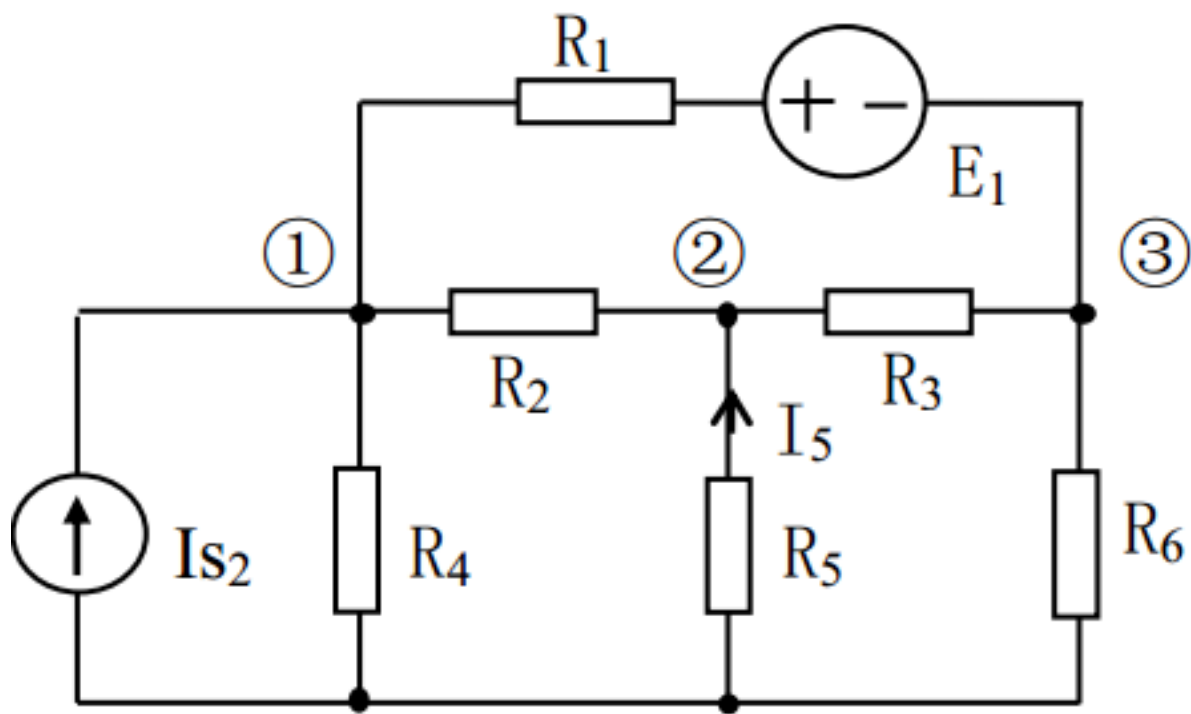 R₁
+ −
E₁
① ② ③
R₂ R₃
I₅
Is₂ R₄ R₅ R₆